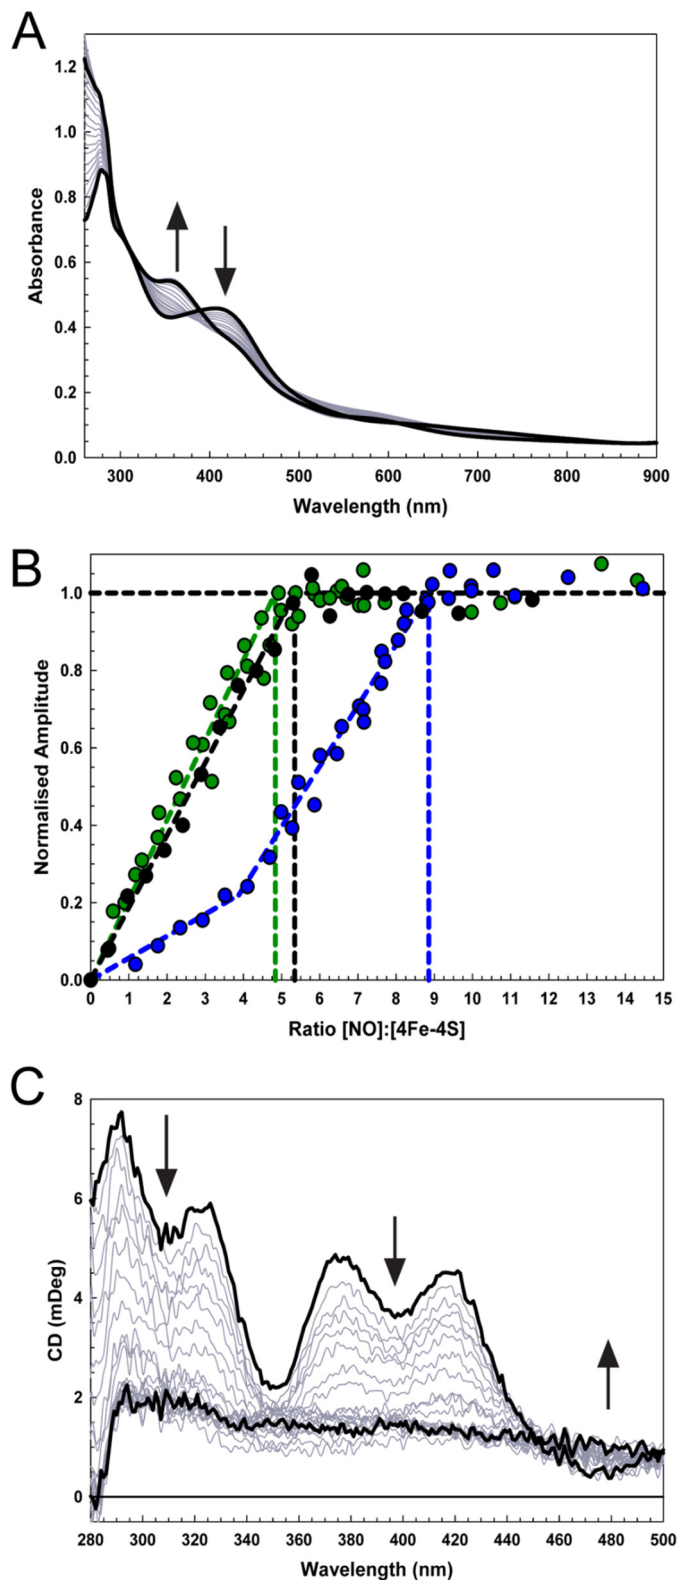 A
1.2
1.0
0.8
0.6
0.4
0.2
0.0
300 400 500 600 700 800 900
Absorbance
Wavelength (nm)
B
1.0
0.8
0.6
0.4
0.2
0.0
0 1 2 3 4 5 6 7 8 9 10 11 12 13 14 15
Normalised Amplitude
Ratio [NO]:[4Fe-4S]
C
8
6
4
2
0
280 300 320 340 360 380 400 420 440 460 480 500
CD (mDeg)
Wavelength (nm)